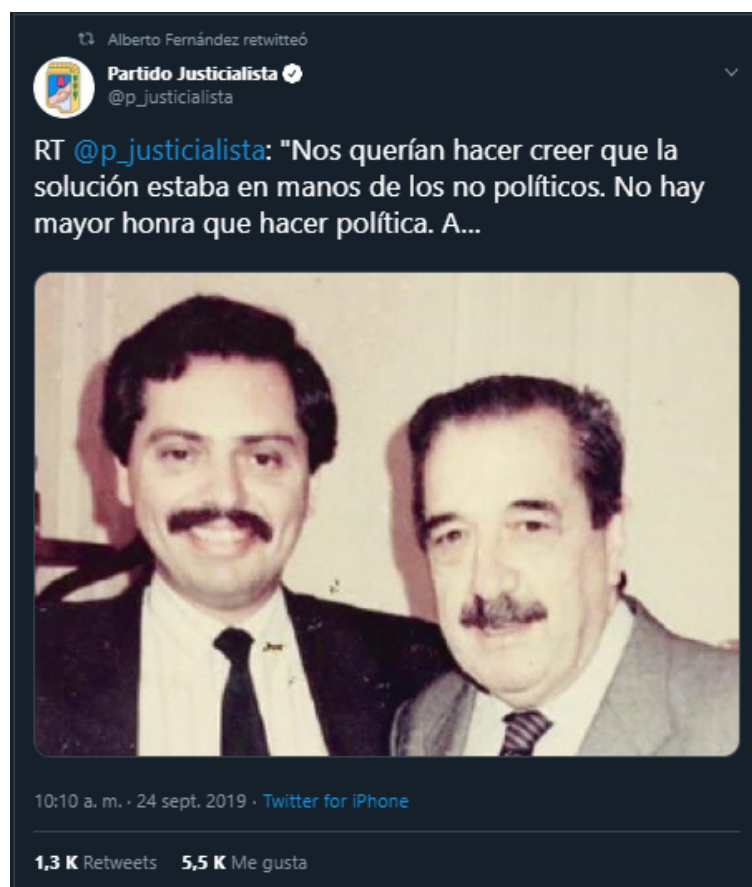 Alberto Fernández retwitteó
Partido Justicialista
@p_justicialista
RT @p_justicialista: "Nos querían hacer creer que la
solución estaba en manos de los no políticos. No hay
mayor honra que hacer política. A...
10:10 a. m. · 24 sept. 2019 · Twitter for iPhone
1,3 K Retweets 5,5 K Me gusta